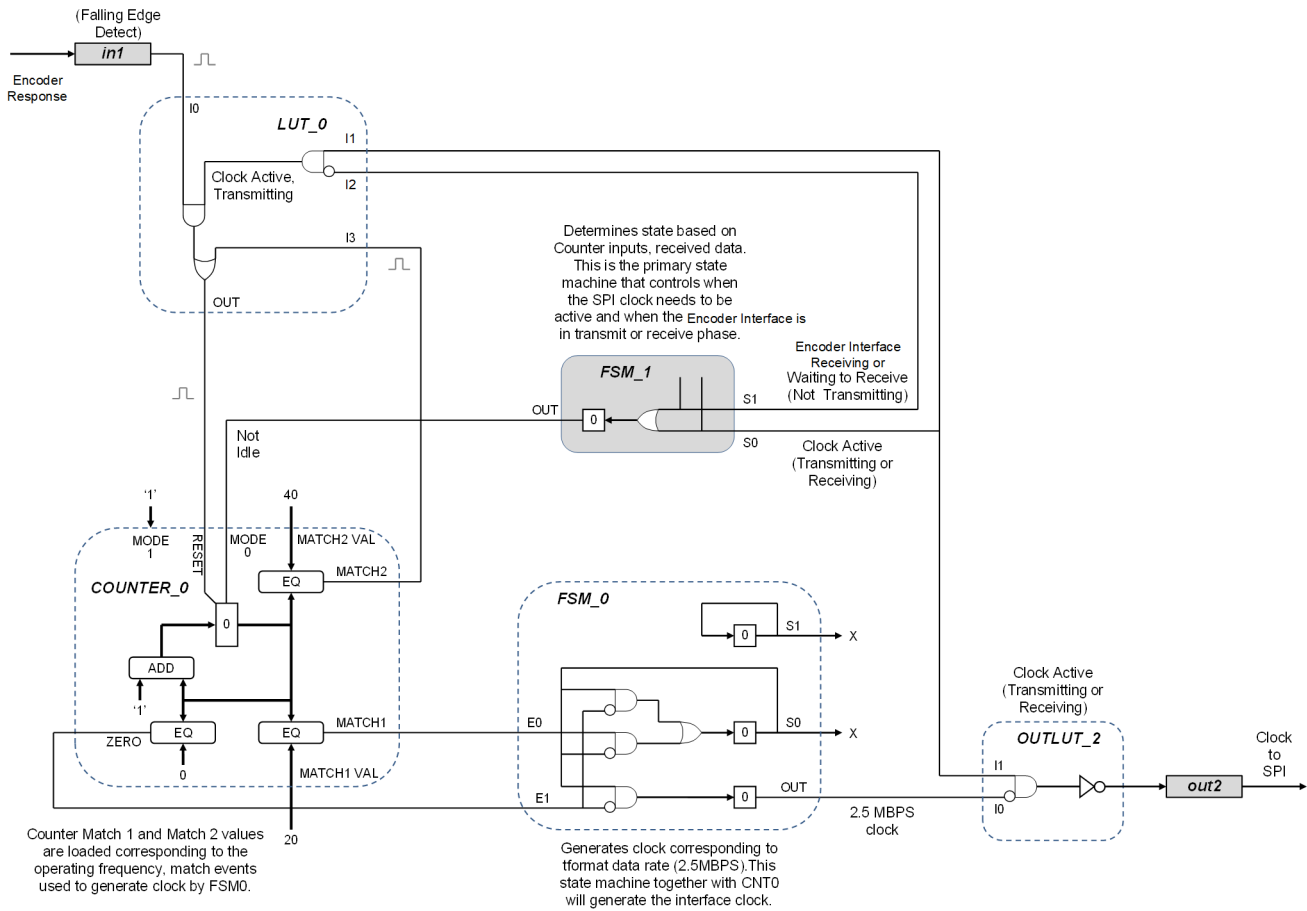 (Falling Edge
Detect)
in1
Encoder
Response
I0
LUT_0
I1
Clock Active,
Transmitting
I2
I3
OUT
Determines state based on
Counter inputs, received data.
This is the primary state
machine that controls when
the SPI clock needs to be
active and when the Encoder Interface is
in transmit or receive phase.
Encoder Interface
Receiving or
Waiting to Receive
(Not Transmitting)
FSM_1
S1
OUT
0
S0
Not
Idle
Clock Active
(Transmitting or
Receiving)
'1'
40
MODE
1
RESET
MODE
0
MATCH2 VAL
COUNTER_0
EQ
MATCH2
0
ADD
'1'
EQ
ZERO
0
EQ
MATCH1
MATCH1 VAL
20
FSM_0
0
S1
X
E0
0
S0
X
E1
0
OUT
2.5 MBPS
clock
Clock Active
(Transmitting or
Receiving)
OUTLUT_2
I1
I0
out2
Clock
to
SPI
Counter Match 1 and Match 2 values
are loaded corresponding to the
operating frequency, match events
used to generate clock by FSM0.
Generates clock corresponding to
tformat data rate (2.5MBPS).This
state machine together with CNT0
will generate the interface clock.